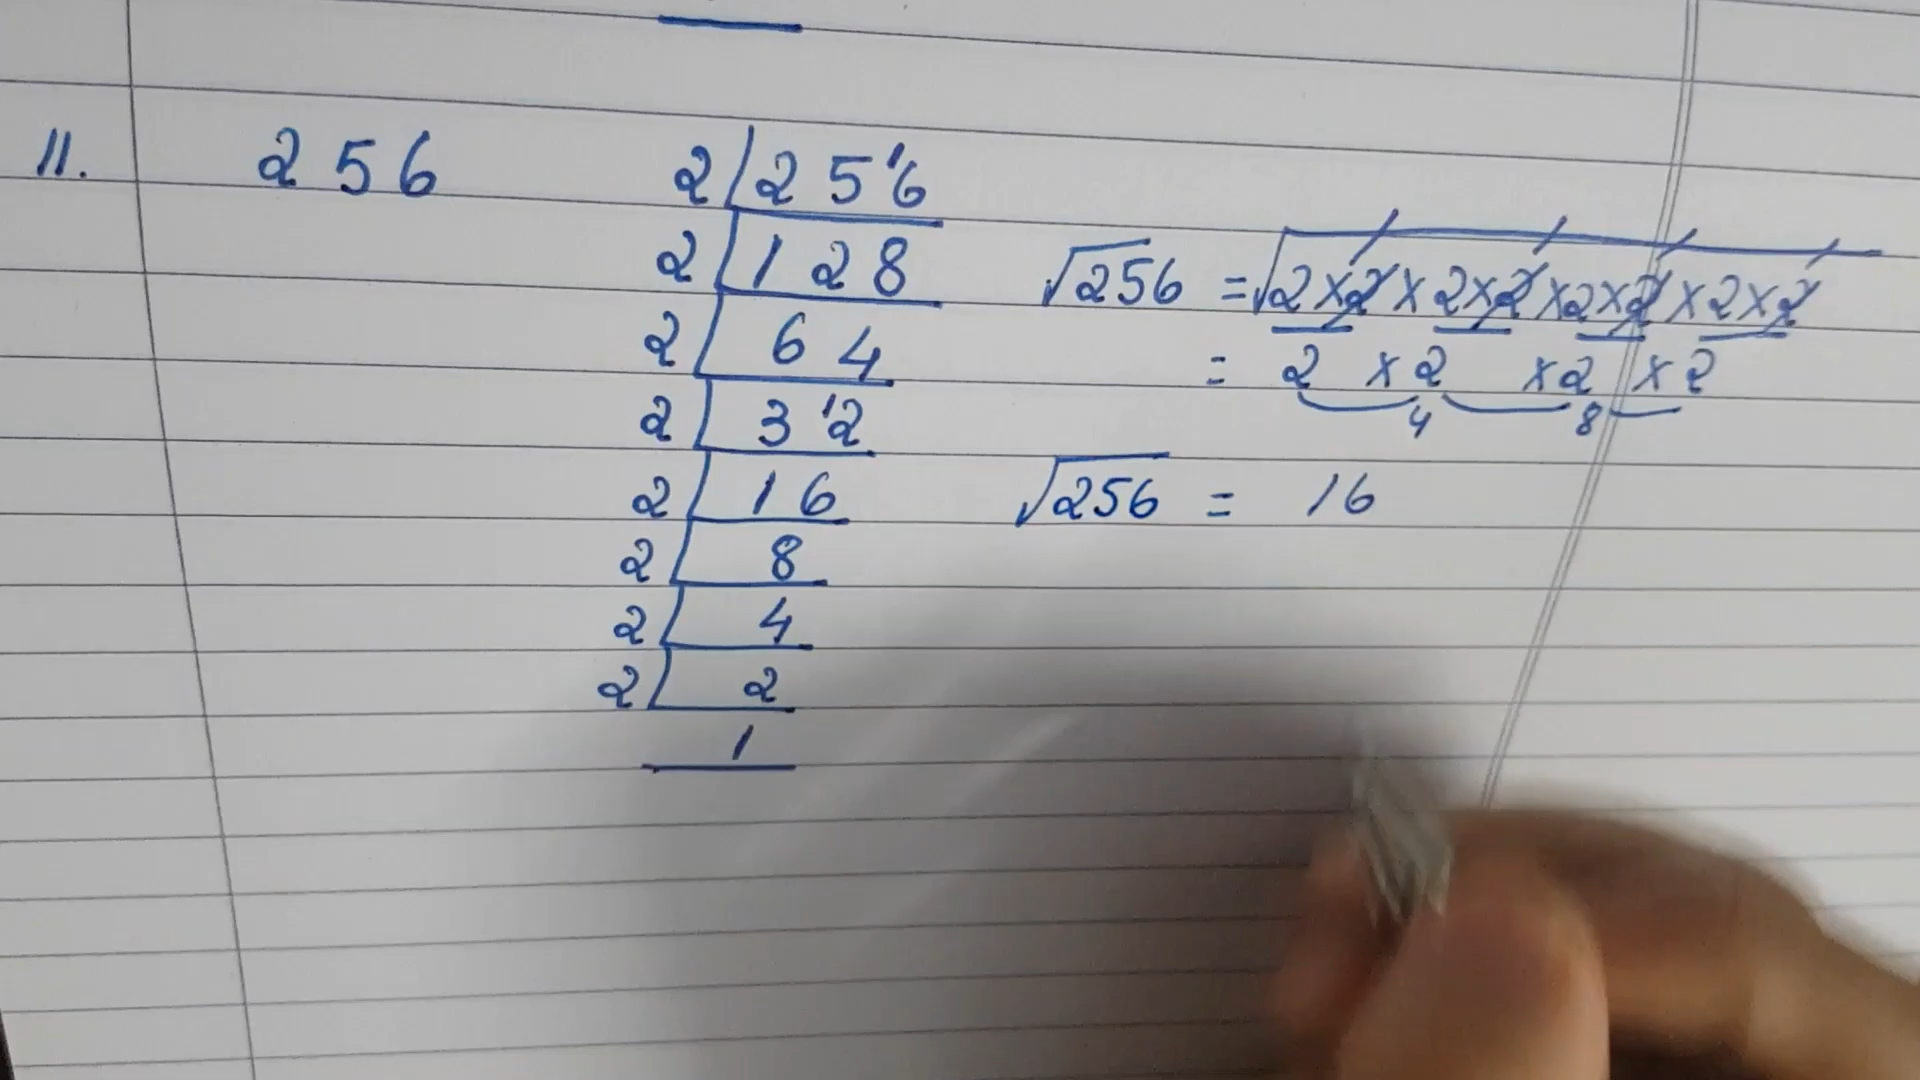 11. 256
2 | 256
2 | 128
2 | 64
2 | 32
2 | 16
2 | 8
2 | 4
2 | 2
1
√256 = √2×2×2×2×2×2×2×2
= 2 × 2 × 2 × 2
4 8
√256 = 16